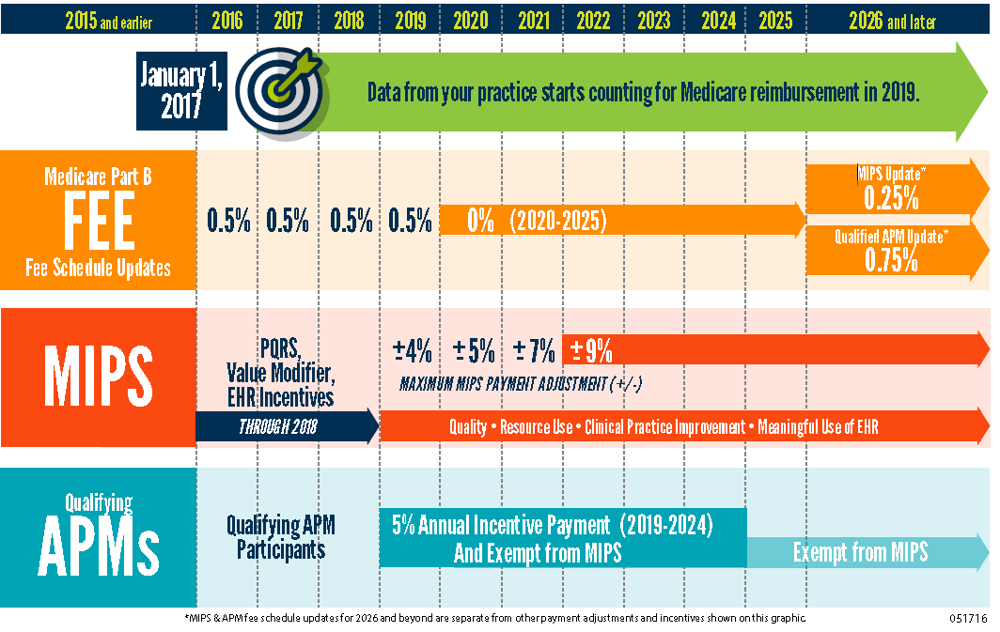 2015 and earlier 2016 2017 2018 2019 2020 2021 2022 2023 2024 2025 2026 and later
January 1,
2017
Data from your practice starts counting for Medicare reimbursement in 2019.
Medicare Part B
FEE
Fee Schedule Updates
0.5% 0.5% 0.5% 0.5% 0% (2020-2025)
MIPS Update*
0.25%
Qualified APM Update*
0.75%
MIPS
PQRS,
Value Modifier,
EHR Incentives
THROUGH 2018
±4% ±5% ±7% ±9%
MAXIMUM MIPS PAYMENT ADJUSTMENT (+/-)
Quality • Resource Use • Clinical Practice Improvement • Meaningful Use of EHR
Qualifying
APMs
Qualifying APM
Participants
5% Annual Incentive Payment (2019-2024)
And Exempt from MIPS
Exempt from MIPS
*MIPS & APM fee schedule updates for 2026 and beyond are separate from other payment adjustments and incentives shown on this graphic.
051716